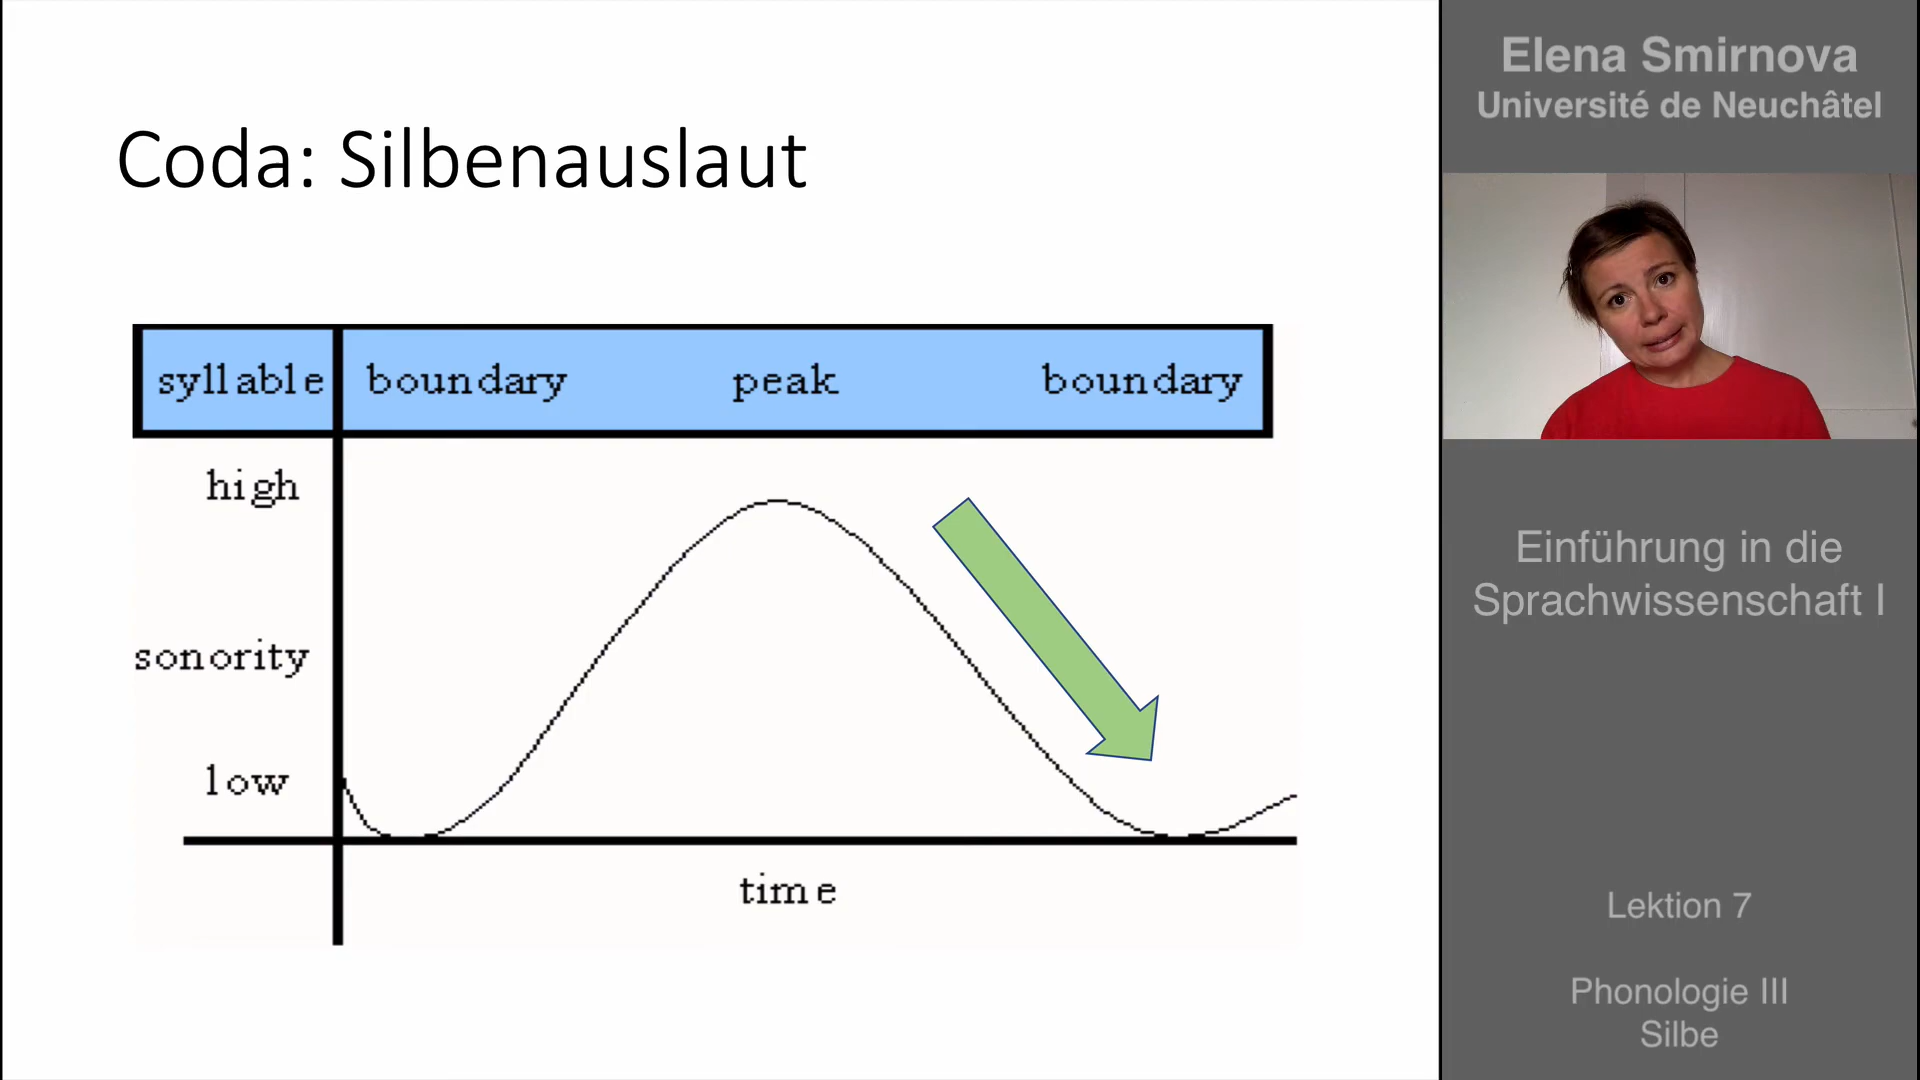 Coda: Silbenauslaut
syllable boundary peak boundary
high
sonority
low
time
Elena Smirnova
Université de Neuchâtel
Einführung in die
Sprachwissenschaft I
Lektion 7
Phonologie III
Silbe